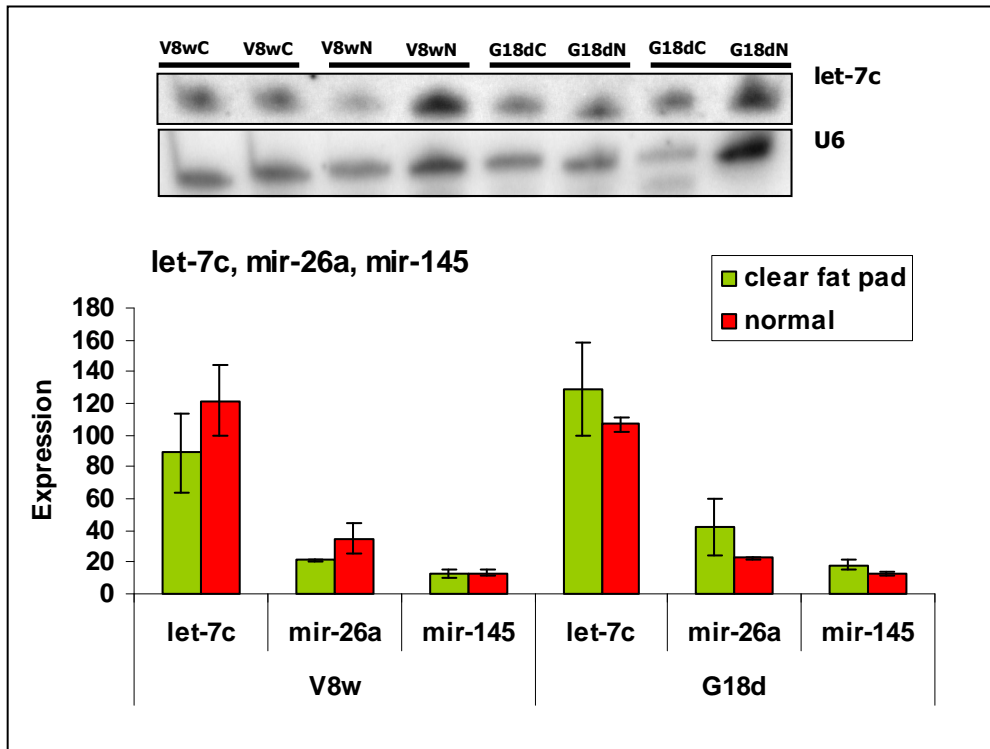 V8wC V8wC V8wN V8wN G18dC G18dN G18dC G18dN
let-7c
U6
let-7c, mir-26a, mir-145
clear fat pad
normal
Expression
180
160
140
120
100
80
60
40
20
0
let-7c mir-26a mir-145 let-7c mir-26a mir-145
V8w G18d